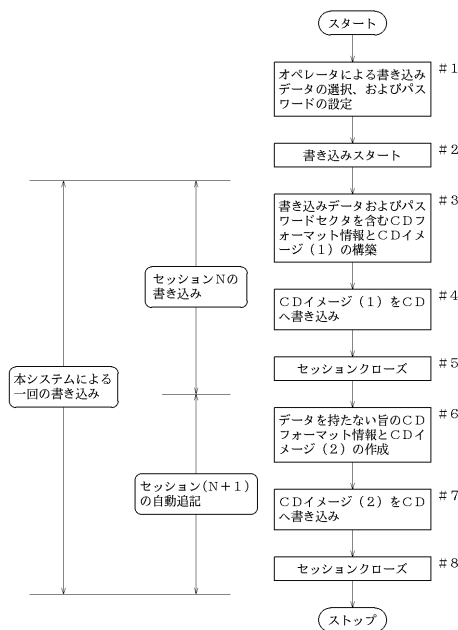 スタート
#1
オペレータによる書き込み
データの選択、およびパス
ワードの設定
#2
書き込みスタート
#3
書き込みデータおよびパス
ワードセクタを含むCDフ
ォーマット情報とCDイメ
ージ(1)の構築
セッションNの
書き込み
#4
CDイメージ(1)をCD
へ書き込み
#5
セッションクローズ
本システムによる
一回の書き込み
#6
データを持たない旨のCD
フォーマット情報とCDイメ
ージ(2)の作成
セッション(N+1)
の自動追記
#7
CDイメージ(2)をCD
へ書き込み
#8
セッションクローズ
ストップ